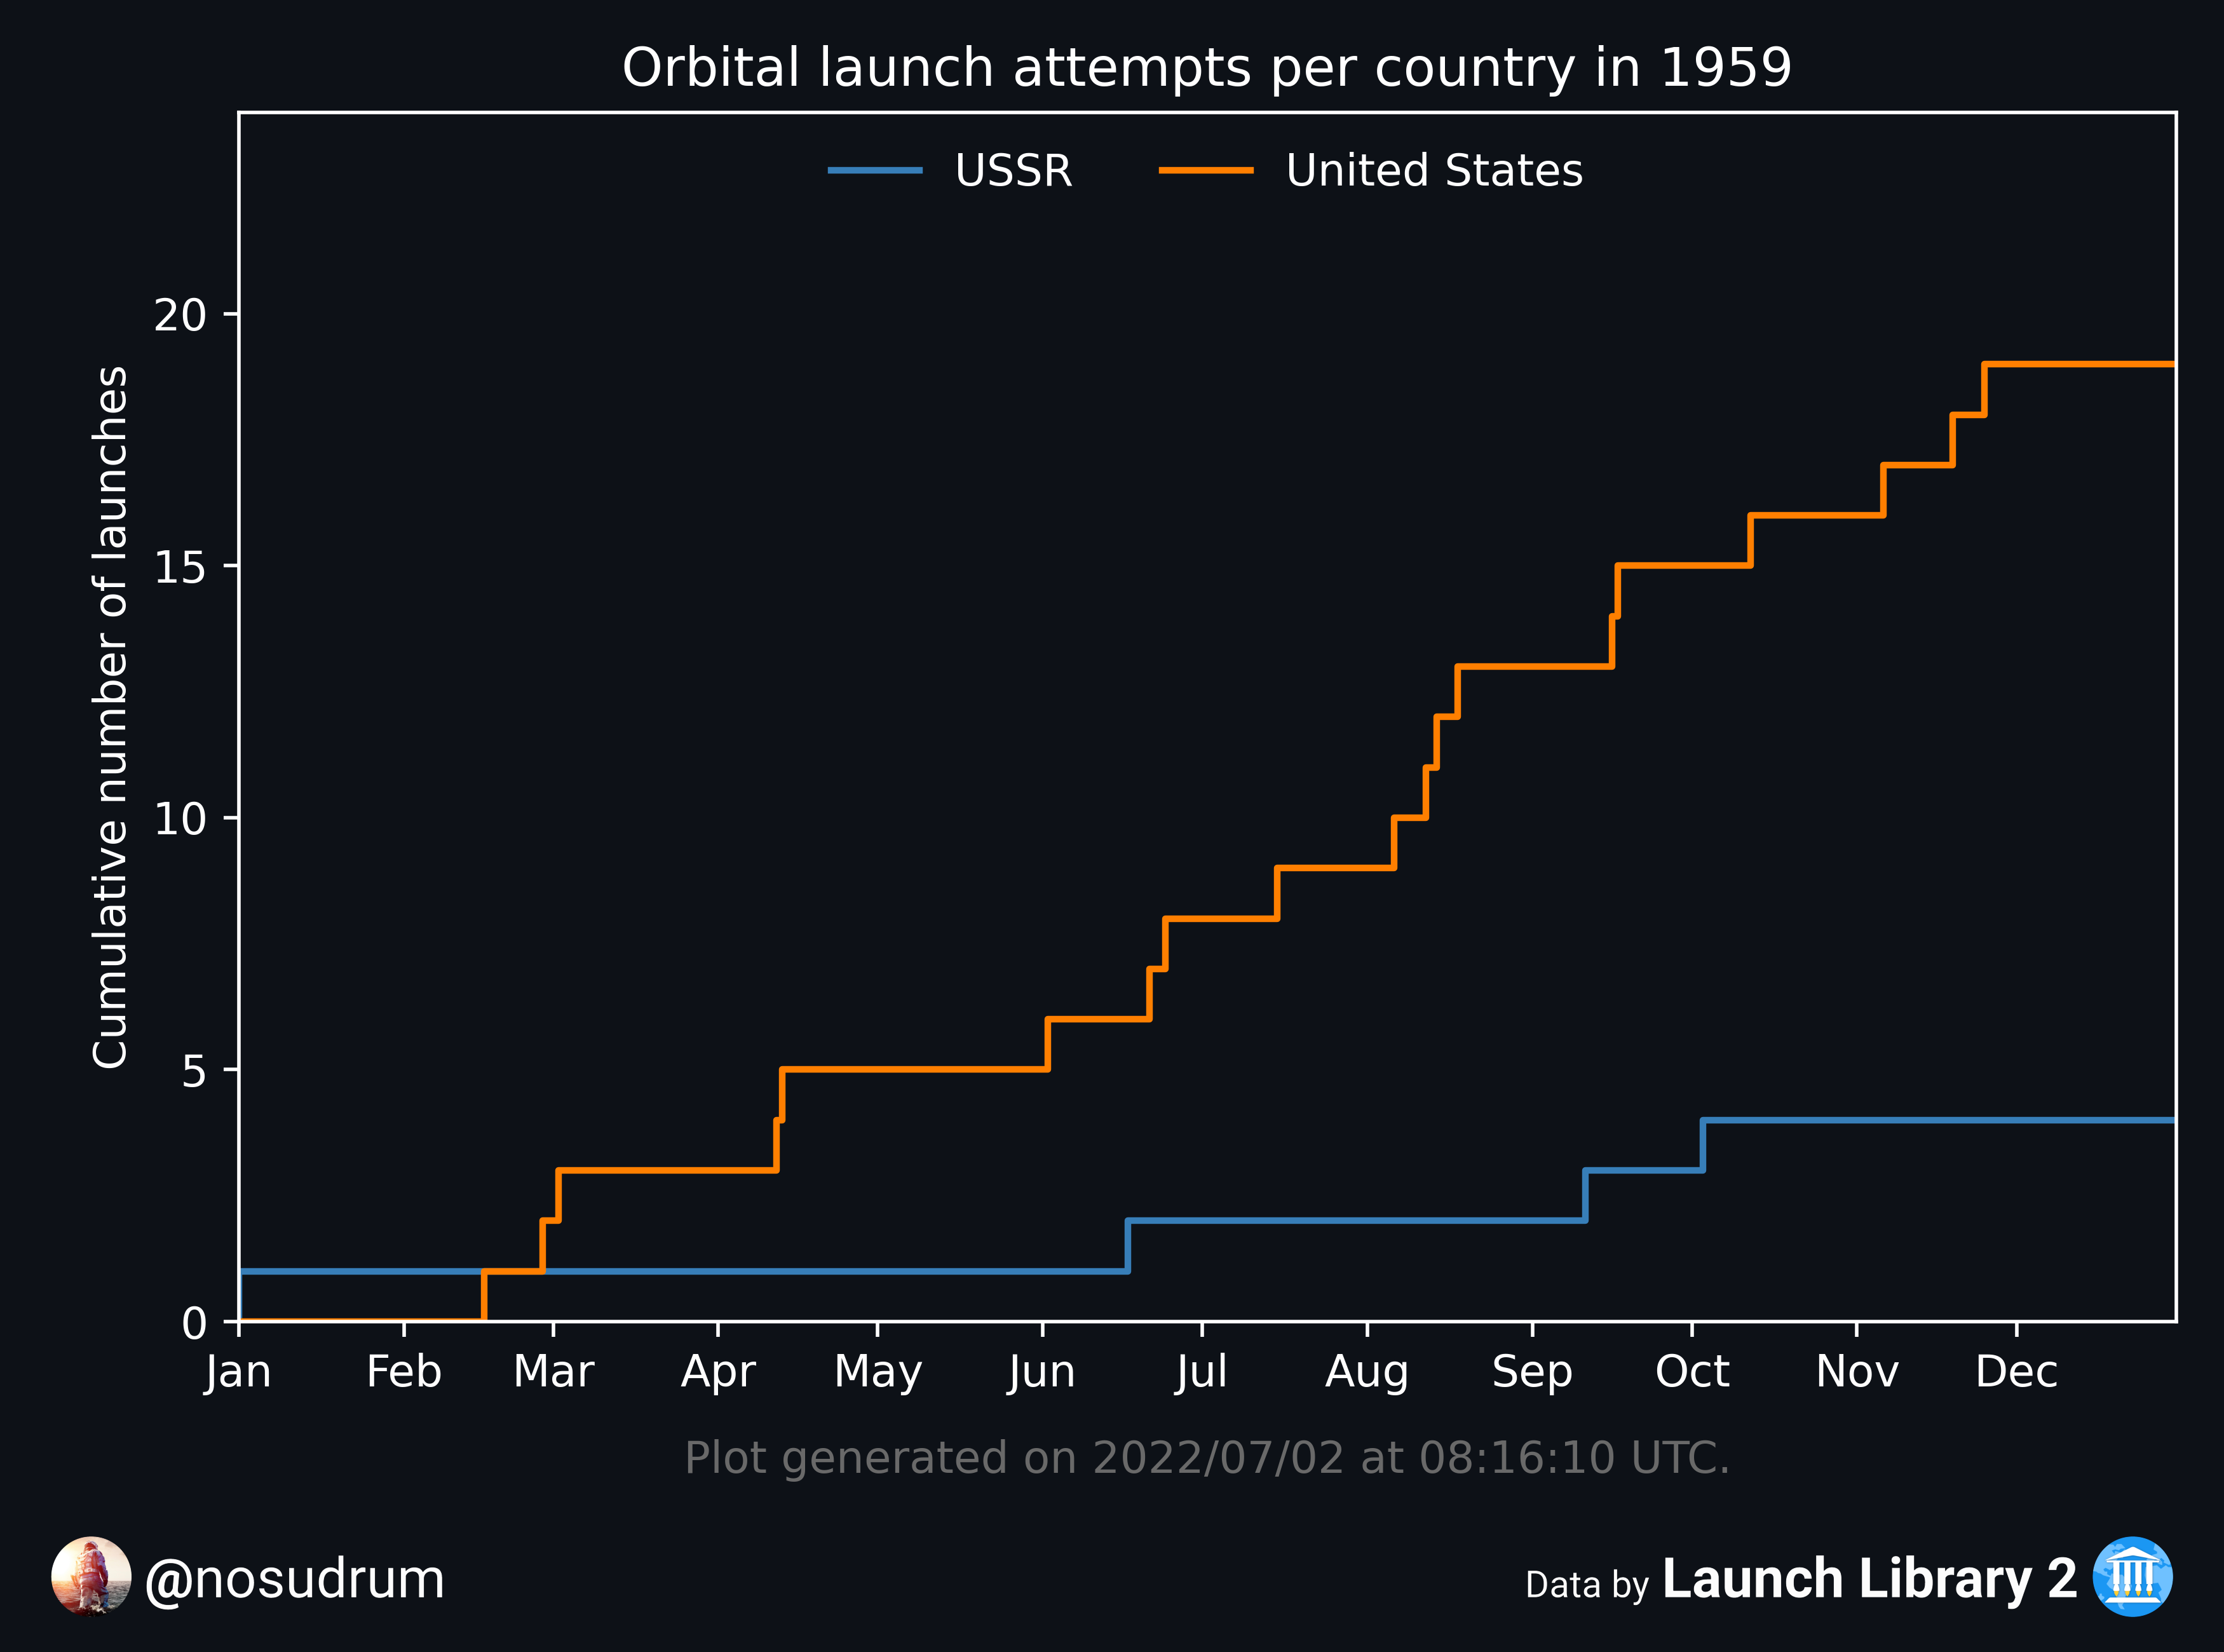 Orbital launch attempts per country in 1959
USSR
United States
Cumulative number of launches
20
15
10
5
0
Jan Feb Mar Apr May Jun Jul Aug Sep Oct Nov Dec
Plot generated on 2022/07/02 at 08:16:10 UTC.
@nosudrum
Data by Launch Library 2